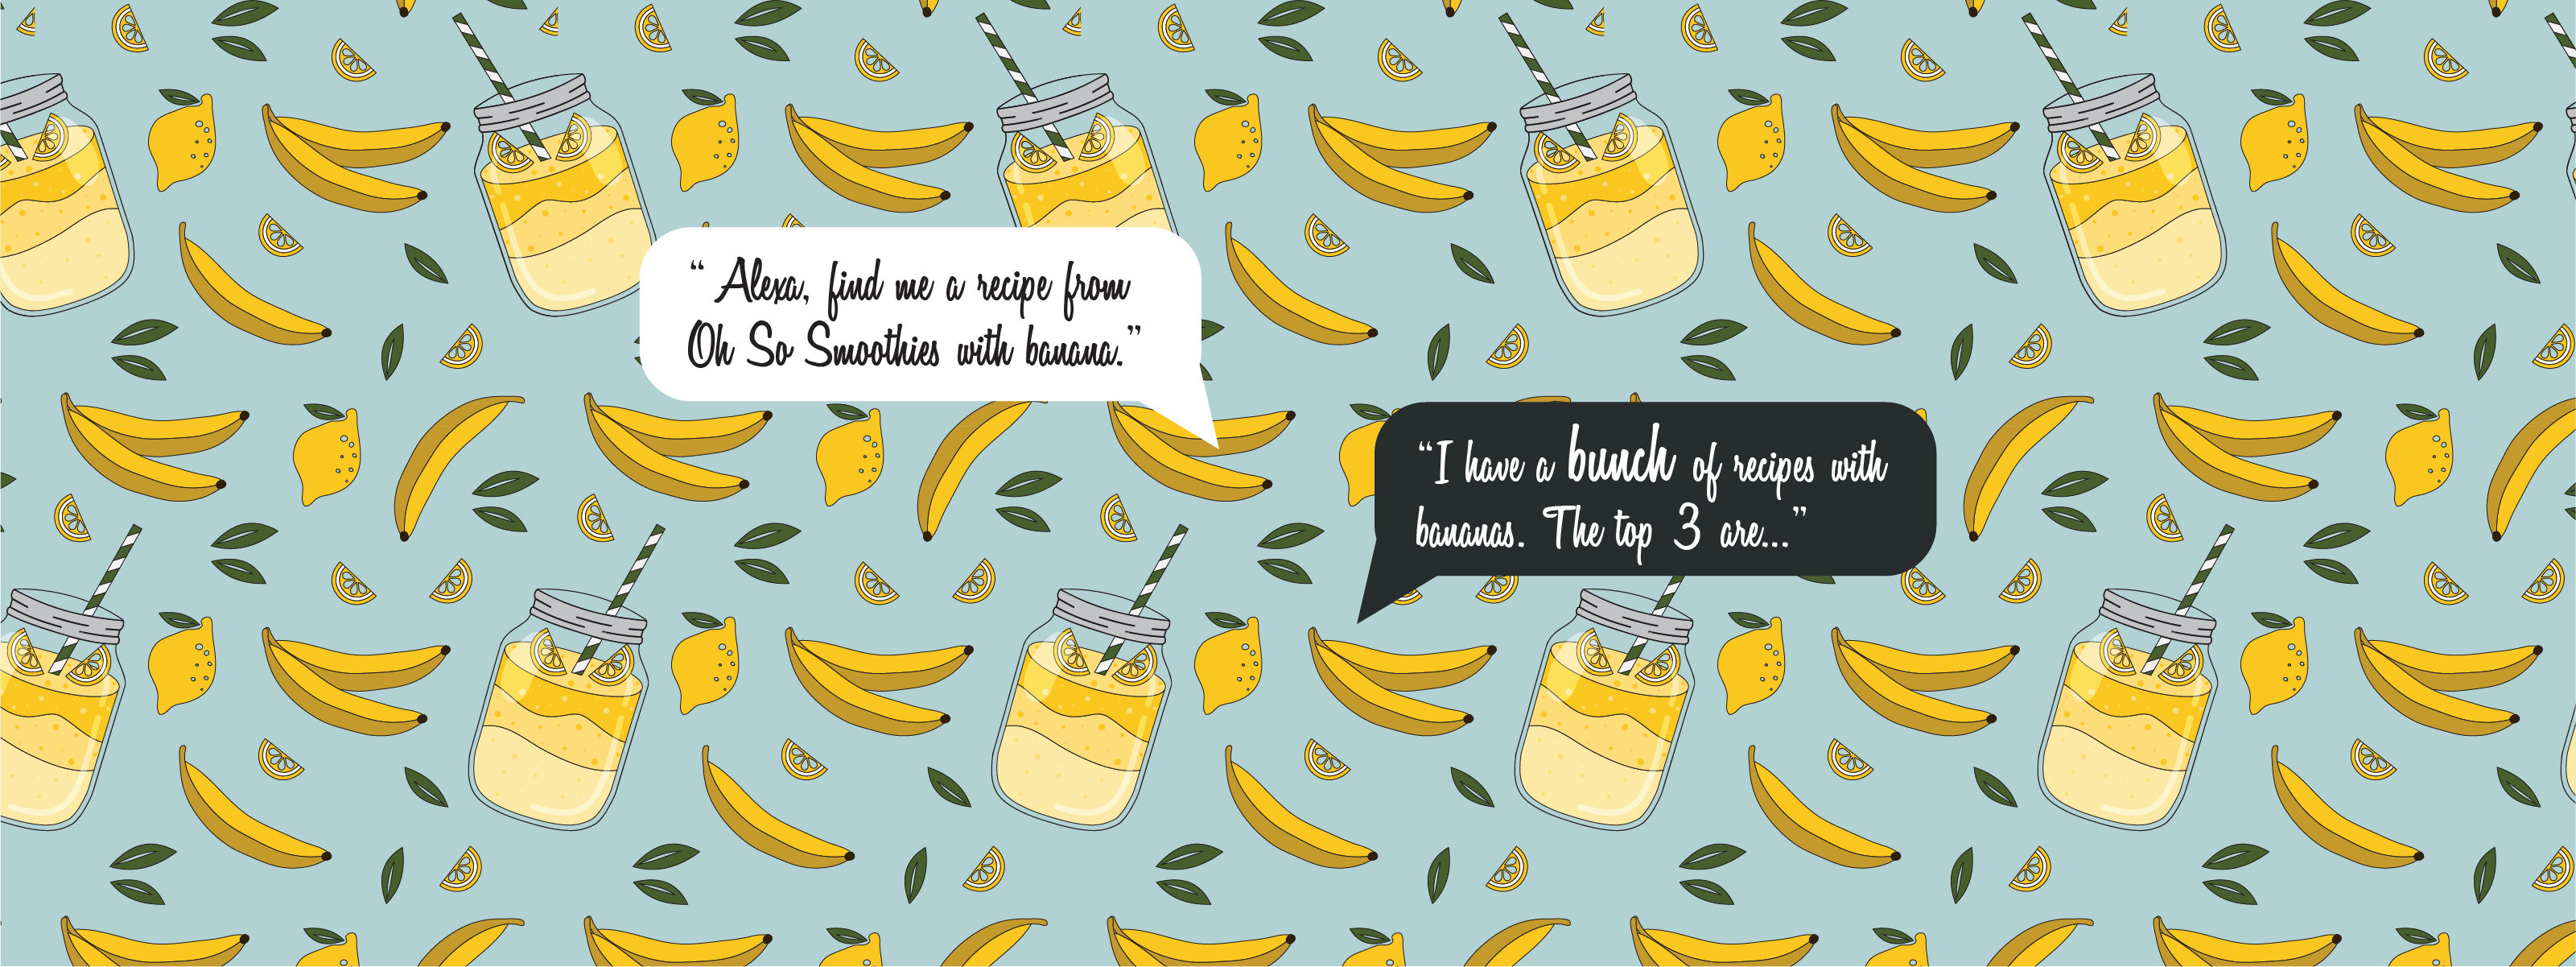 “ Alexa, find me a recipe from
Oh So Smoothies with banana.”
“I have a bunch of recipes with
bananas. The top 3 are...”